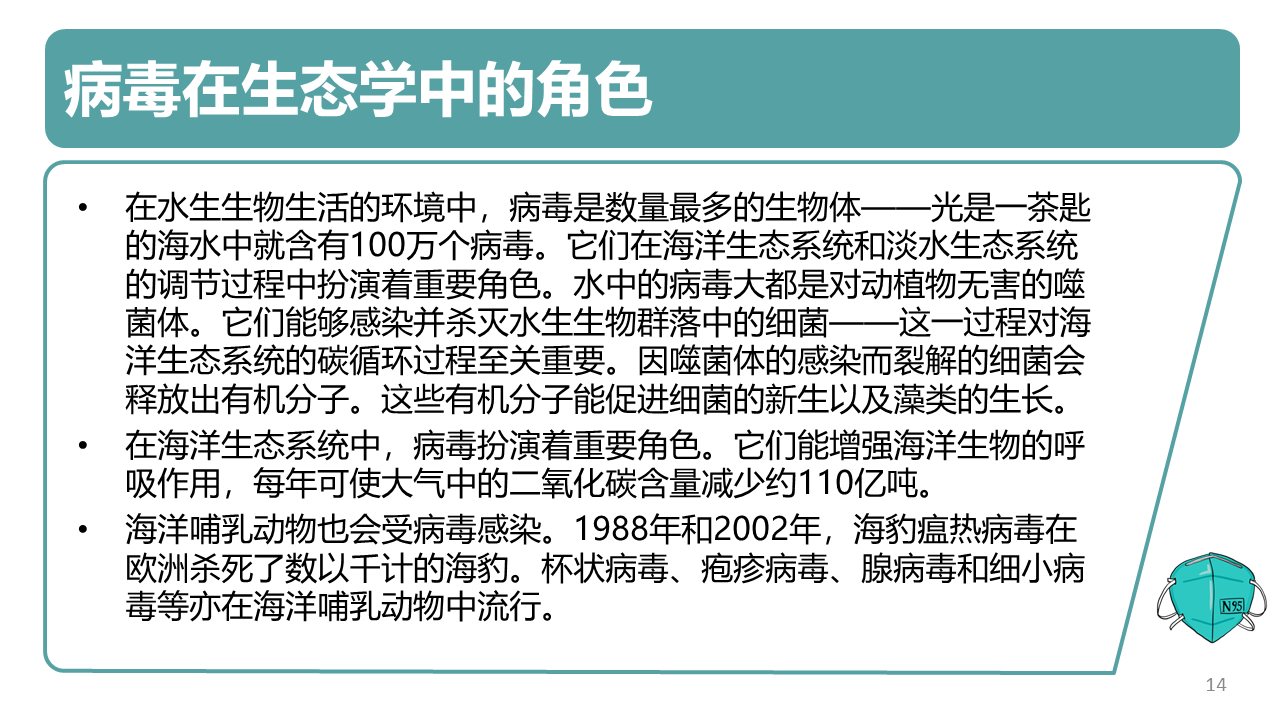 病毒在生态学中的角色
• 在水生生物生活的环境中，病毒是数量最多的生物体——光是一茶匙
的海水中就含有100万个病毒。它们在海洋生态系统和淡水生态系统
的调节过程中扮演着重要角色。水中的病毒大都是对动植物无害的噬
菌体。它们能够感染并杀灭水生生物群落中的细菌——这一过程对海
洋生态系统的碳循环过程至关重要。因噬菌体的感染而裂解的细菌会
释放出有机分子。这些有机分子能促进细菌的新生以及藻类的生长。
• 在海洋生态系统中，病毒扮演着重要角色。它们能增强海洋生物的呼
吸作用，每年可使大气中的二氧化碳含量减少约110亿吨。
• 海洋哺乳动物也会受病毒感染。1988年和2002年，海豹瘟热病毒在
欧洲杀死了数以千计的海豹。杯状病毒、疱疹病毒、腺病毒和细小病
毒等亦在海洋哺乳动物中流行。
N95
14